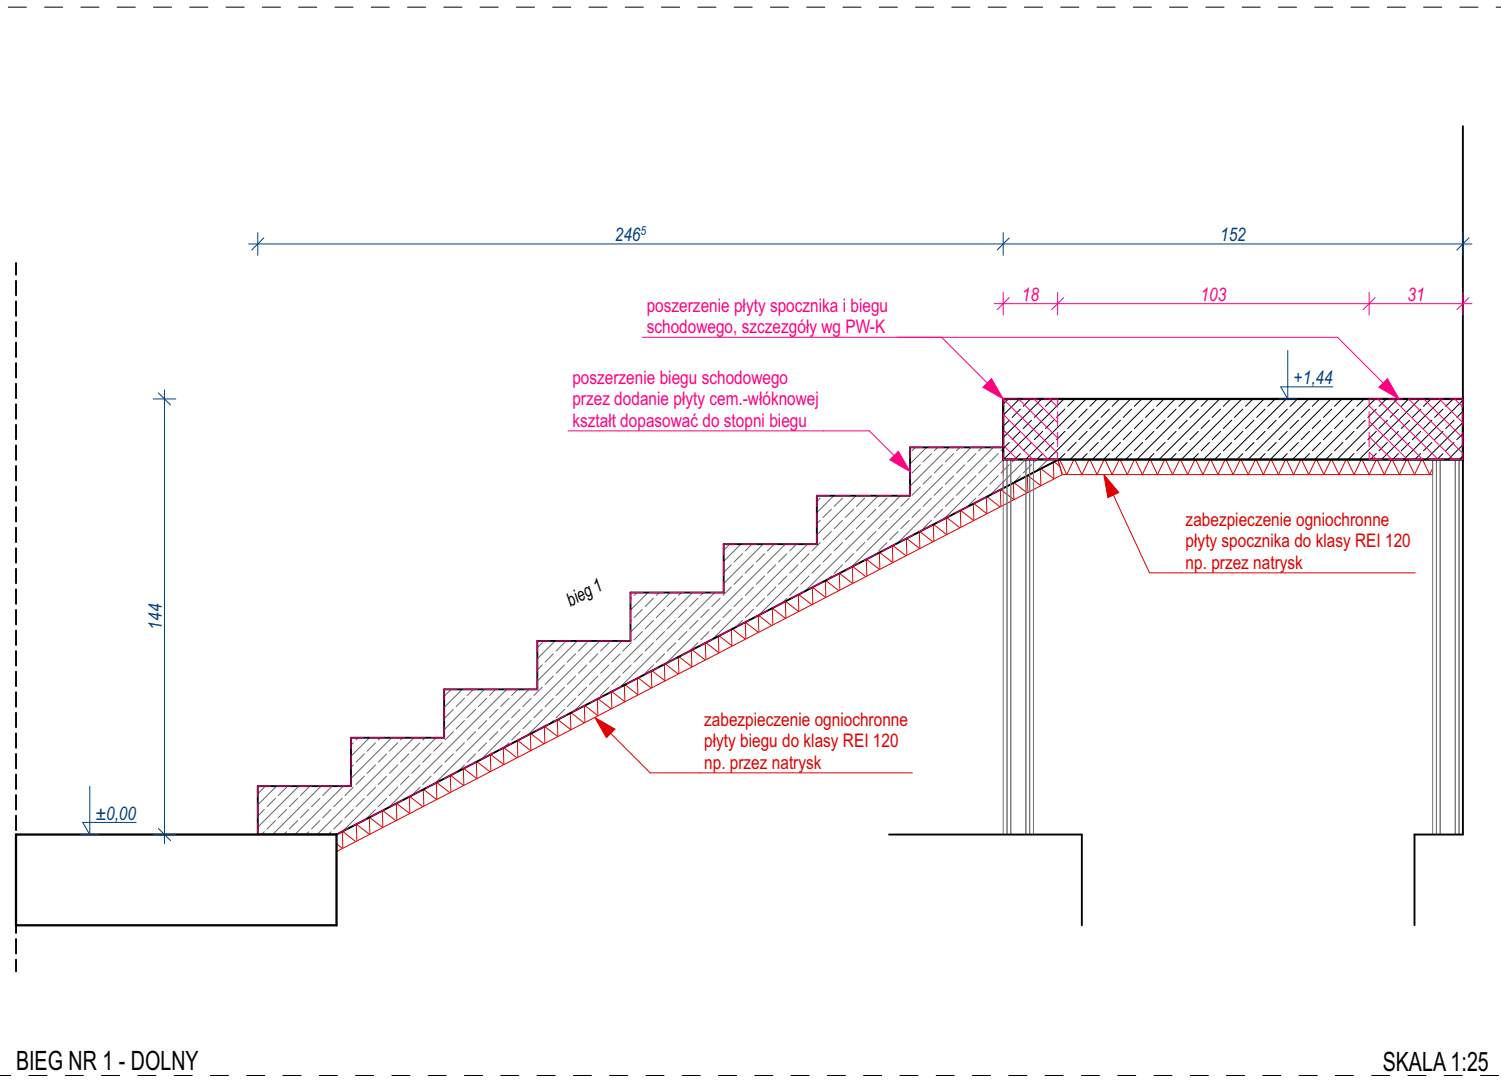 246⁵
152
18
103
31
poszerzenie płyty spocznika i biegu
schodowego, szczezgóły wg PW-K
+1,44
poszerzenie biegu schodowego
przez dodanie płyty cem.-włóknowej
kształt dopasować do stopni biegu
zabezpieczenie ogniochronne
płyty spocznika do klasy REI 120
np. przez natrysk
bieg 1
144
zabezpieczenie ogniochronne
płyty biegu do klasy REI 120
np. przez natrysk
±0,00
BIEG NR 1 - DOLNY
SKALA 1:25